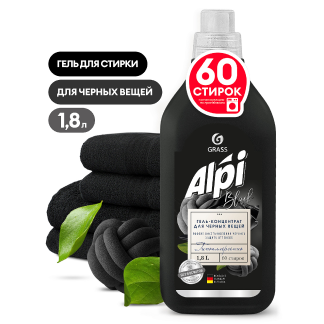 ГЕЛЬ ДЛЯ СТИРКИ
ДЛЯ ЧЕРНЫХ ВЕЩЕЙ
1,8 л
60
СТИРОК
GRASS
Alpi
Black
ГЕЛЬ-КОНЦЕНТРАТ
ДЛЯ ЧЕРНЫХ ВЕЩЕЙ
1,8 L
60 стирок